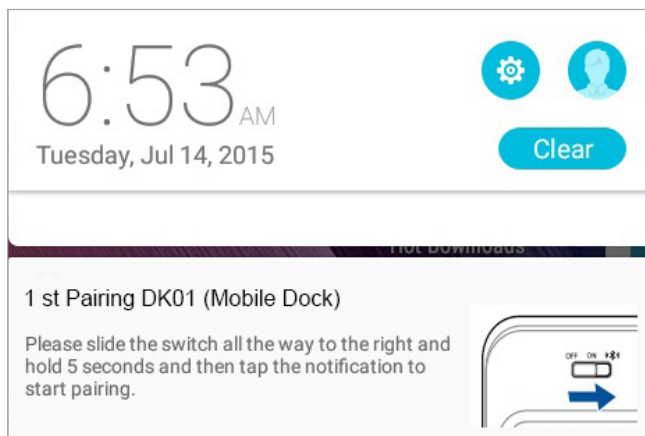 6:53 AM
Tuesday, Jul 14, 2015
Clear
Hot Downloads
1 st Pairing DK01 (Mobile Dock)
Please slide the switch all the way to the right and
hold 5 seconds and then tap the notification to
start pairing.
OFF ON